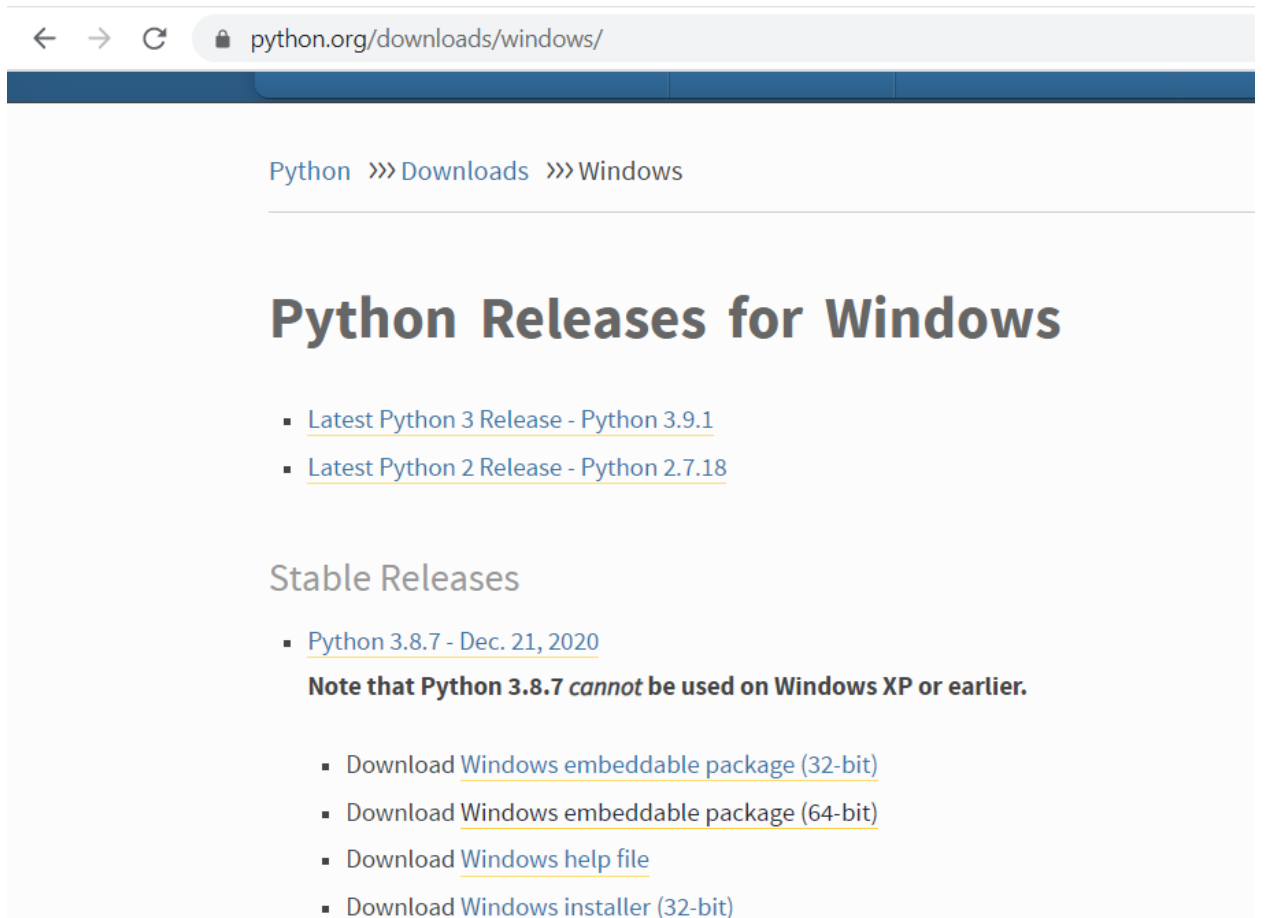 python.org/downloads/windows/
Python >>> Downloads >>> Windows
Python Releases for Windows
Latest Python 3 Release - Python 3.9.1
Latest Python 2 Release - Python 2.7.18
Stable Releases
Python 3.8.7 - Dec. 21, 2020
Note that Python 3.8.7 cannot be used on Windows XP or earlier.
Download Windows embeddable package (32-bit)
Download Windows embeddable package (64-bit)
Download Windows help file
Download Windows installer (32-bit)